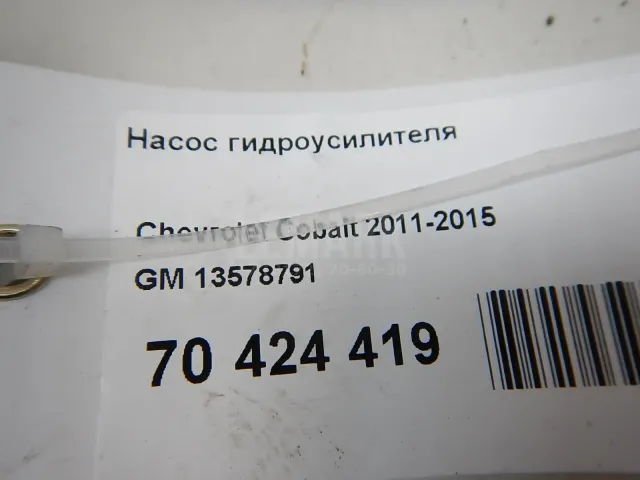 Насос гидроусилителя
Chevrolet Cobalt 2011-2015
GM 13578791
70 424 419